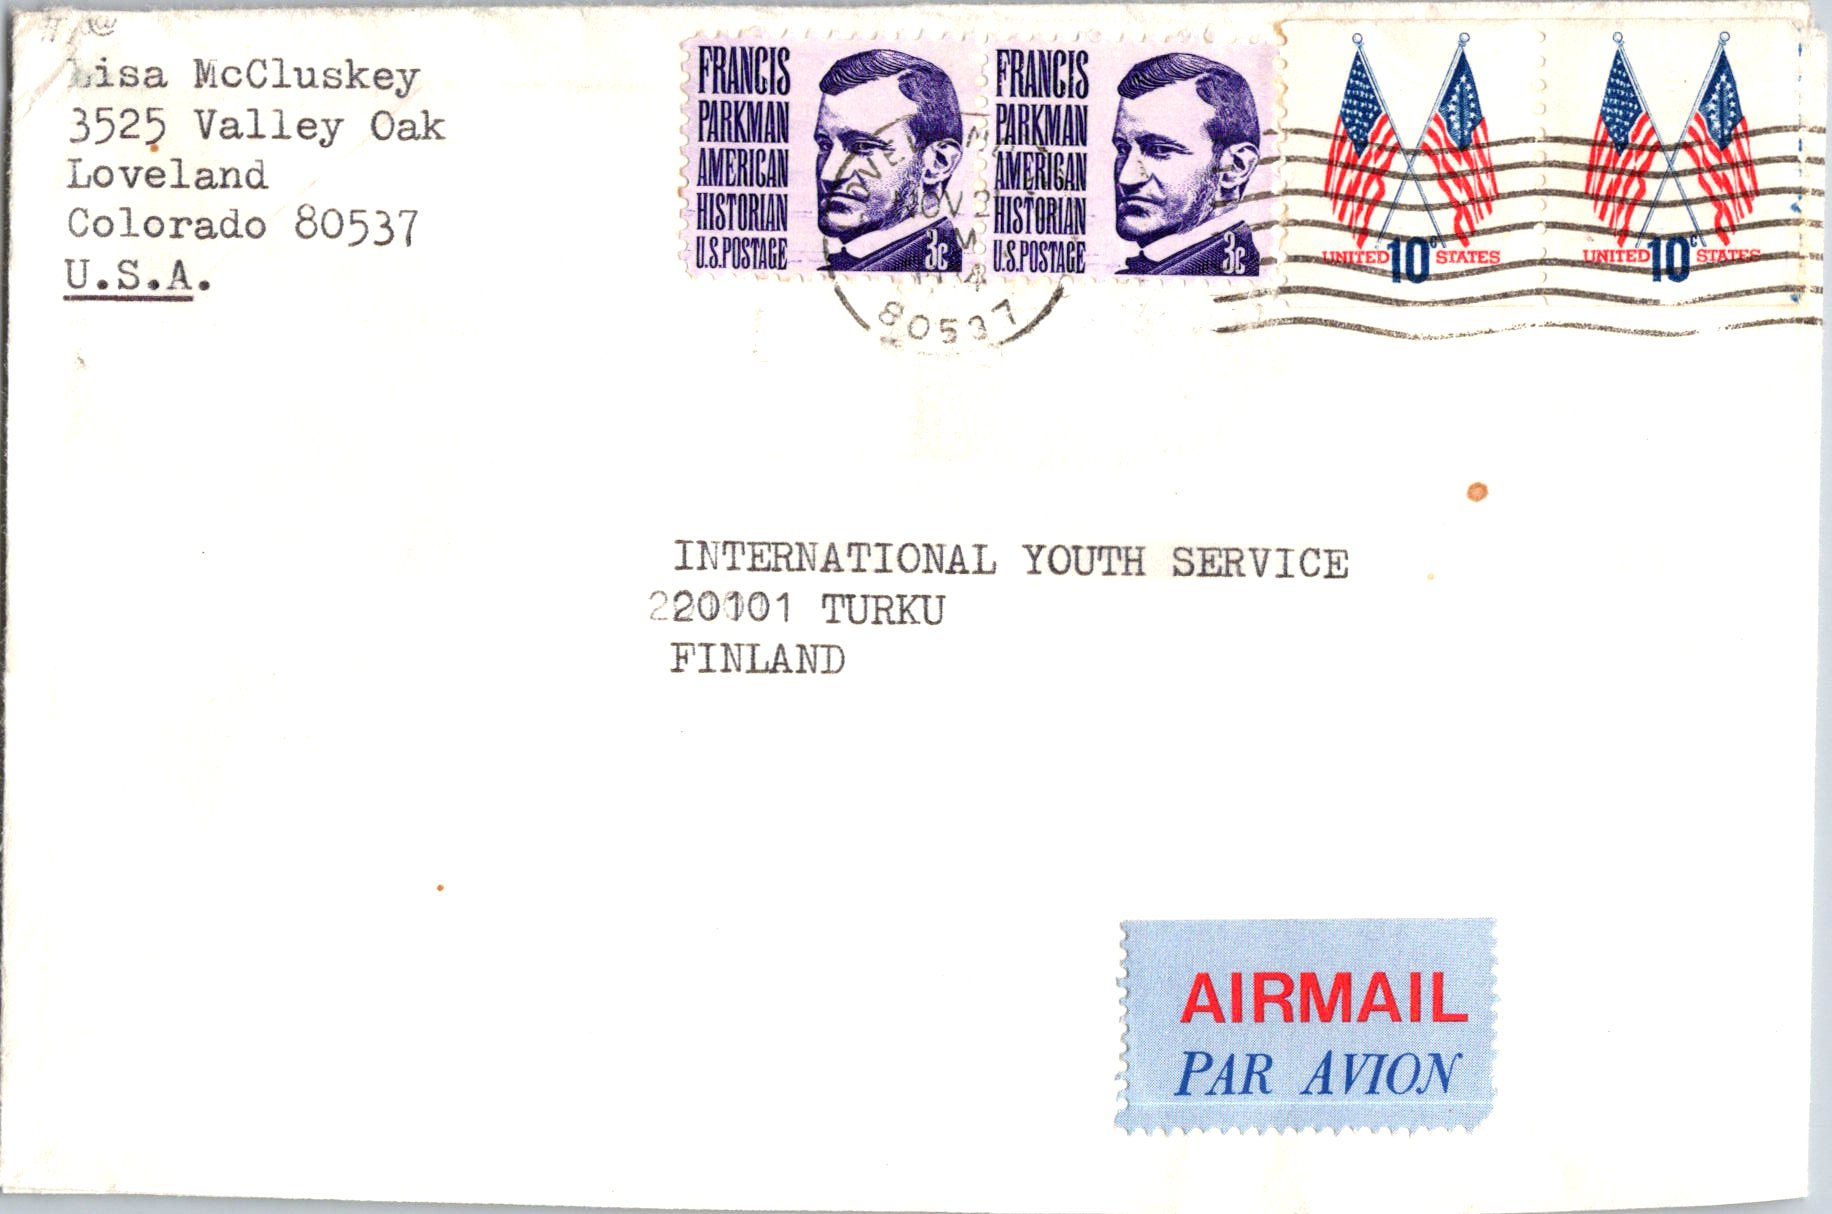 Lisa McCluskey
3525 Valley Oak
Loveland
Colorado 80537
U.S.A.
FRANCIS
PARKMAN
AMERICAN
HISTORIAN
U.S.POSTAGE
3c
FRANCIS
PARKMAN
AMERICAN
HISTORIAN
U.S.POSTAGE
3c
UNITED 10c STATES
UNITED 10c STATES
NOV
80537
INTERNATIONAL YOUTH SERVICE
TURKU
FINLAND
AIRMAIL
PAR AVION